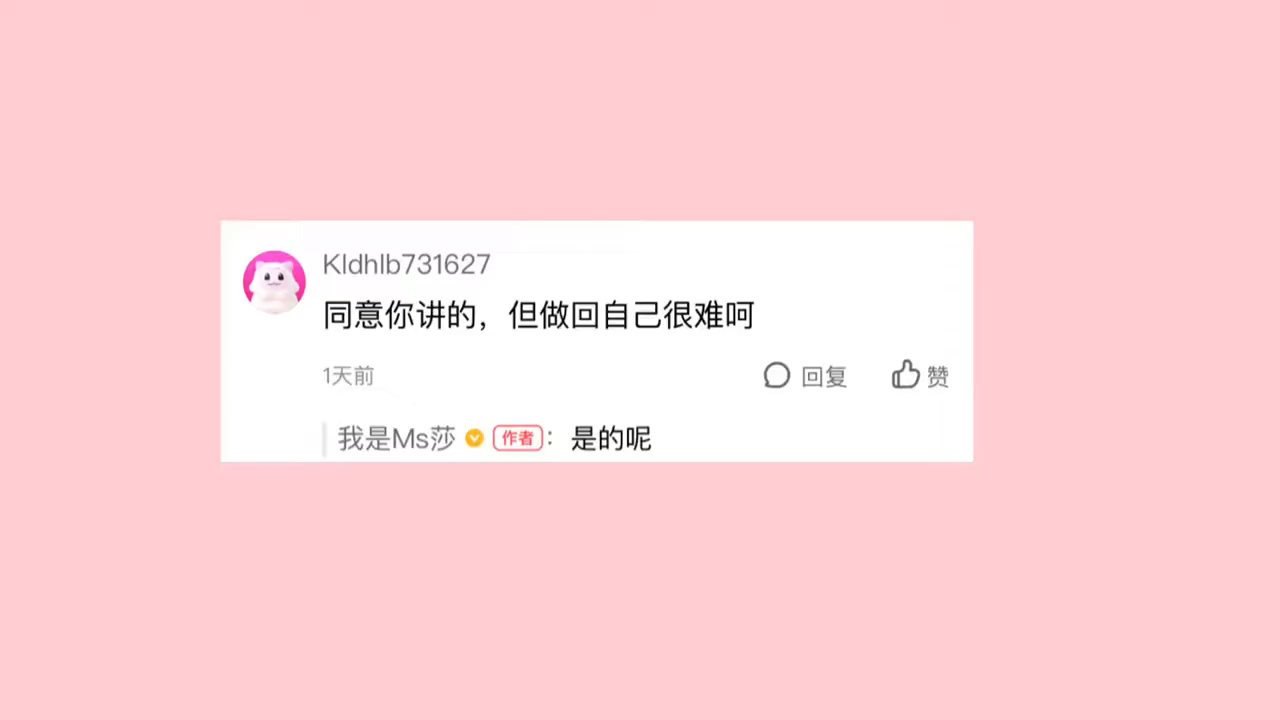 Kldhlb731627
同意你讲的，但做回自己很难呵
1天前 回复 赞
我是Ms莎 作者： 是的呢